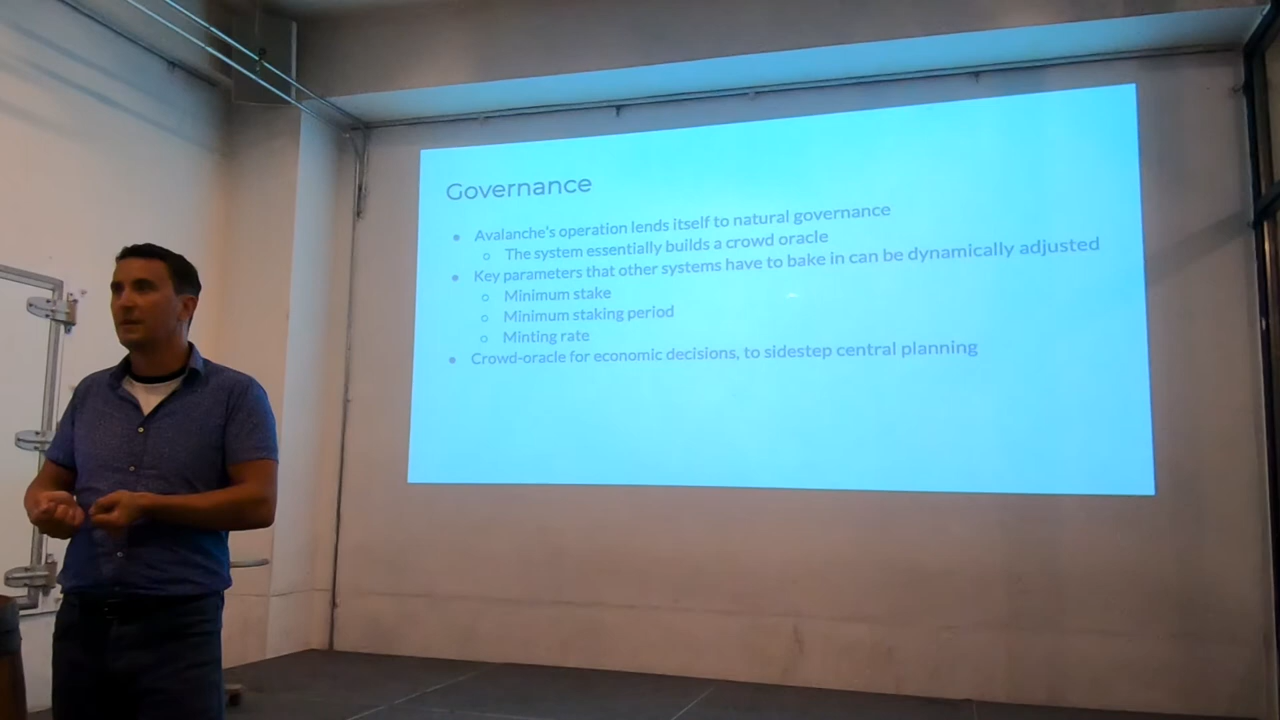 Governance
Avalanche's operation lends itself to natural governance
The system essentially builds a crowd oracle
Key parameters that other systems have to bake in can be dynamically adjusted
Minimum stake
Minimum staking period
Minting rate
Crowd-oracle for economic decisions, to sidestep central planning